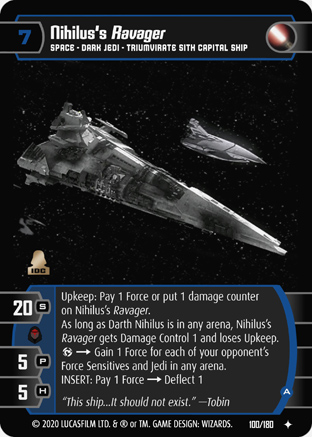 7
Nihilus's Ravager
SPACE - DARK JEDI - TRIUMVIRATE SITH CAPITAL SHIP
IDC
20 S
5 P
5 H
Upkeep: Pay 1 Force or put 1 damage counter
on Nihilus's Ravager.
As long as Darth Nihilus is in any arena, Nihilus's
Ravager gets Damage Control 1 and loses Upkeep.
→ Gain 1 Force for each of your opponent's
Force Sensitives and Jedi in any arena.
INSERT: Pay 1 Force → Deflect 1
"This ship...It should not exist." —Tobin
A
© 2020 LUCASFILM LTD. & ® or TM. GAME DESIGN: WIZARDS. 100/180